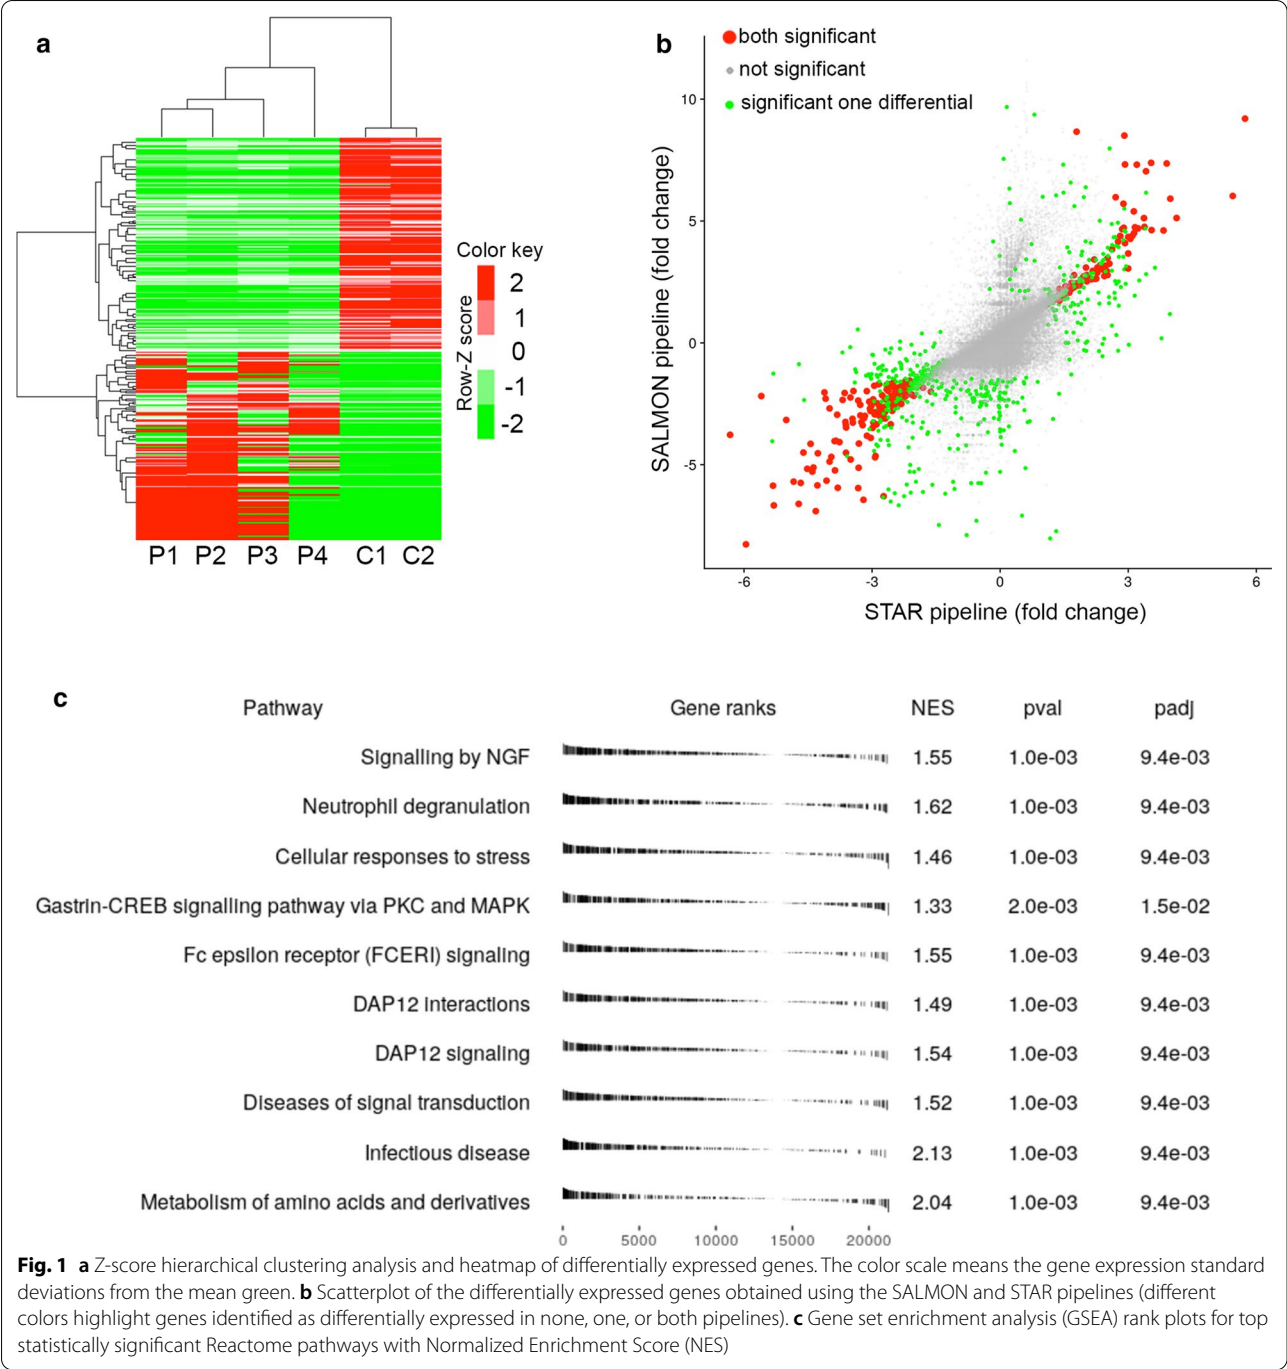 a
Color key
Row-Z score
2
1
0
-1
-2
P1 P2 P3 P4 C1 C2
b
both significant
not significant
significant one differential
SALMON pipeline (fold change)
10
5
0
-5
-6 -3 0 3 6
STAR pipeline (fold change)
c
Pathway Gene ranks NES pval padj
Signalling by NGF 1.55 1.0e-03 9.4e-03
Neutrophil degranulation 1.62 1.0e-03 9.4e-03
Cellular responses to stress 1.46 1.0e-03 9.4e-03
Gastrin-CREB signalling pathway via PKC and MAPK 1.33 2.0e-03 1.5e-02
Fc epsilon receptor (FCERI) signaling 1.55 1.0e-03 9.4e-03
DAP12 interactions 1.49 1.0e-03 9.4e-03
DAP12 signaling 1.54 1.0e-03 9.4e-03
Diseases of signal transduction 1.52 1.0e-03 9.4e-03
Infectious disease 2.13 1.0e-03 9.4e-03
Metabolism of amino acids and derivatives 2.04 1.0e-03 9.4e-03
0 5000 10000 15000 20000
Fig. 1 a Z-score hierarchical clustering analysis and heatmap of differentially expressed genes. The color scale means the gene expression standard
deviations from the mean green. b Scatterplot of the differentially expressed genes obtained using the SALMON and STAR pipelines (different
colors highlight genes identified as differentially expressed in none, one, or both pipelines). c Gene set enrichment analysis (GSEA) rank plots for top
statistically significant Reactome pathways with Normalized Enrichment Score (NES)